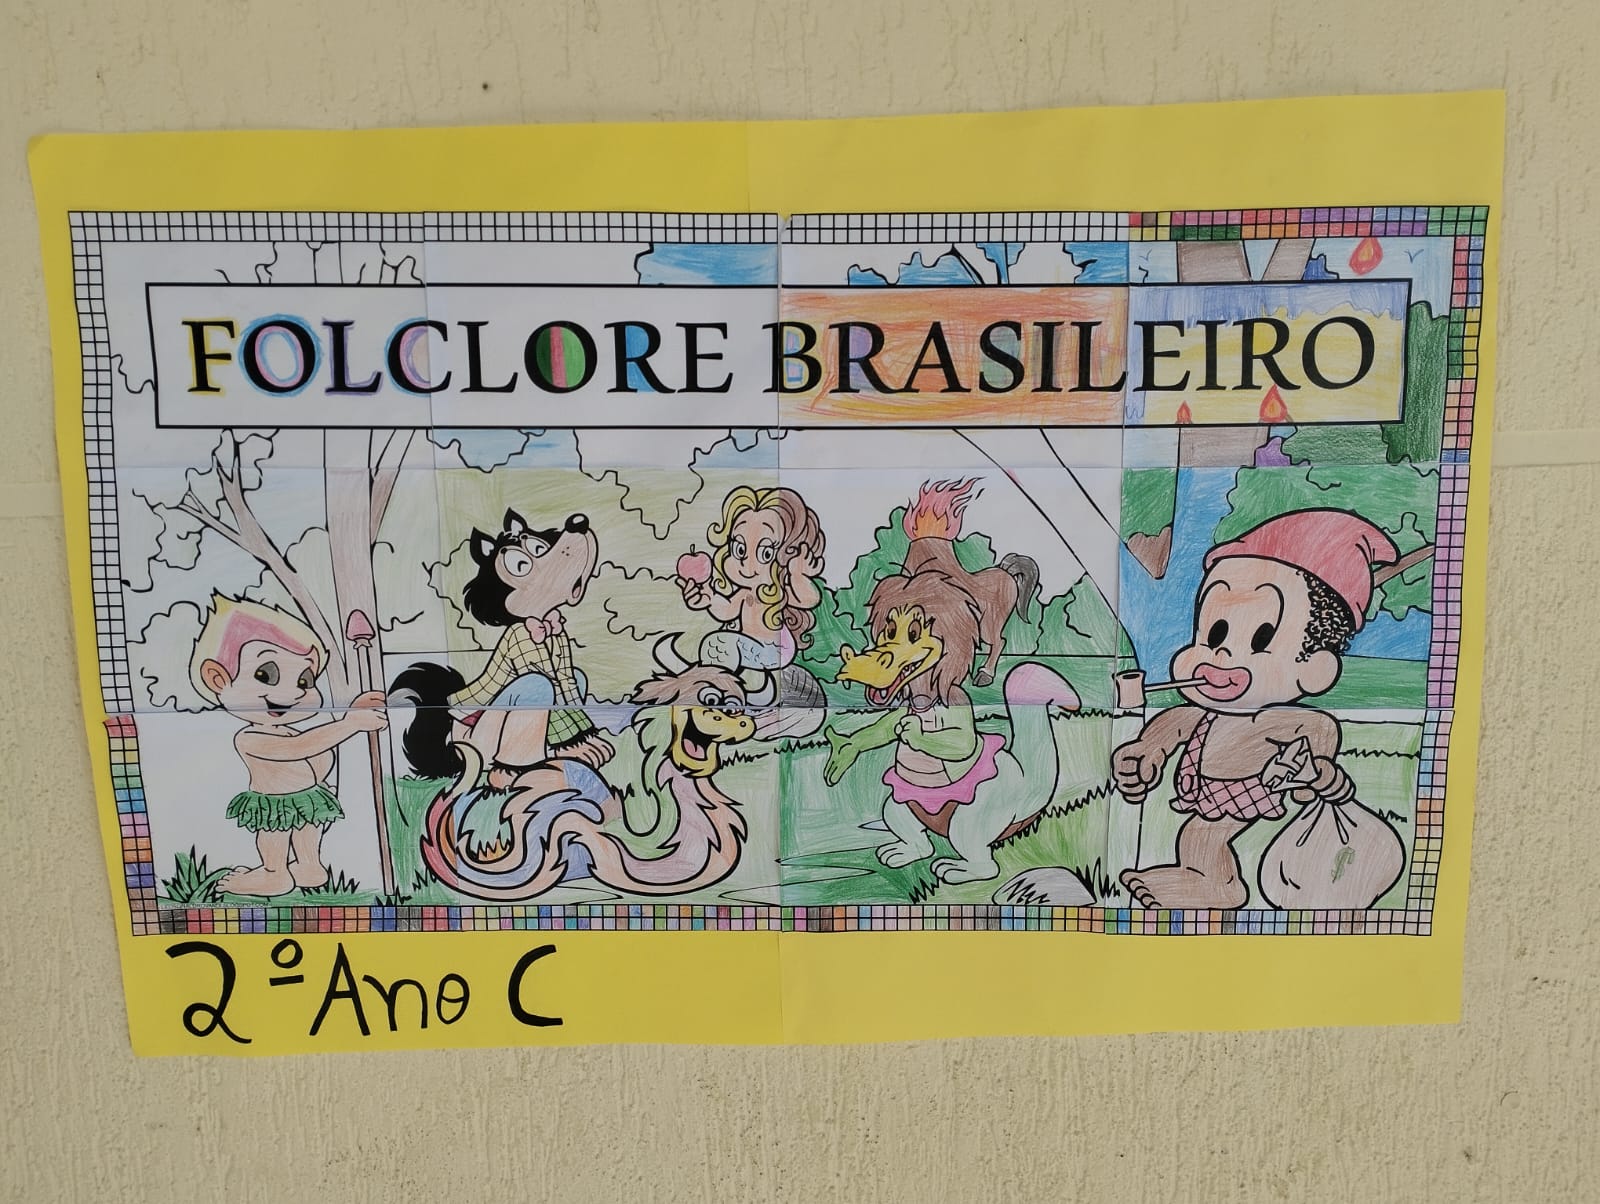 FOLCLORE BRASILEIRO
2º Ano C